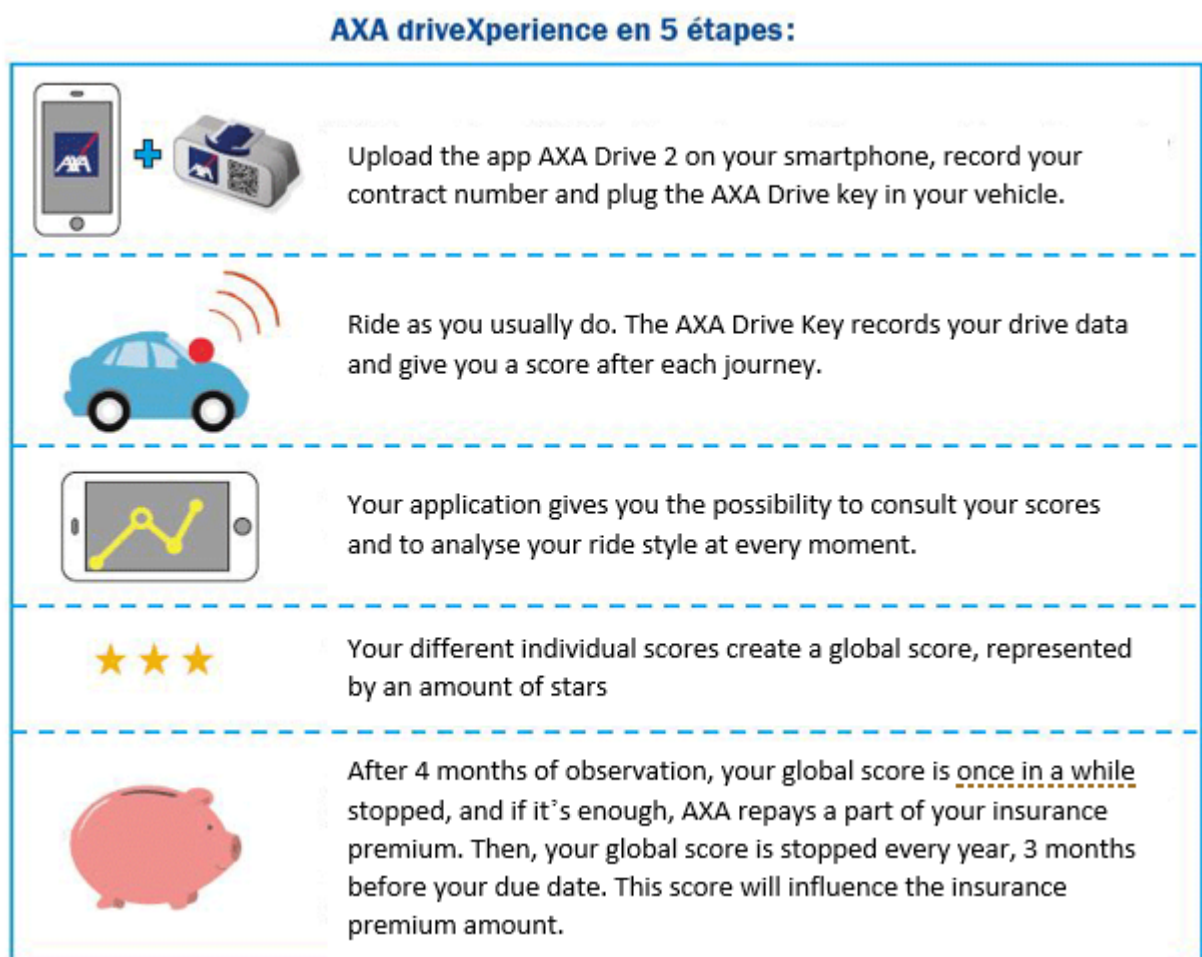 AXA driveXperience en 5 étapes:
AXA
AXA
Upload the app AXA Drive 2 on your smartphone, record your
contract number and plug the AXA Drive key in your vehicle.
Ride as you usually do. The AXA Drive Key records your drive data
and give you a score after each journey.
Your application gives you the possibility to consult your scores
and to analyse your ride style at every moment.
Your different individual scores create a global score, represented
by an amount of stars
After 4 months of observation, your global score is once in a while
stopped, and if it's enough, AXA repays a part of your insurance
premium. Then, your global score is stopped every year, 3 months
before your due date. This score will influence the insurance
premium amount.